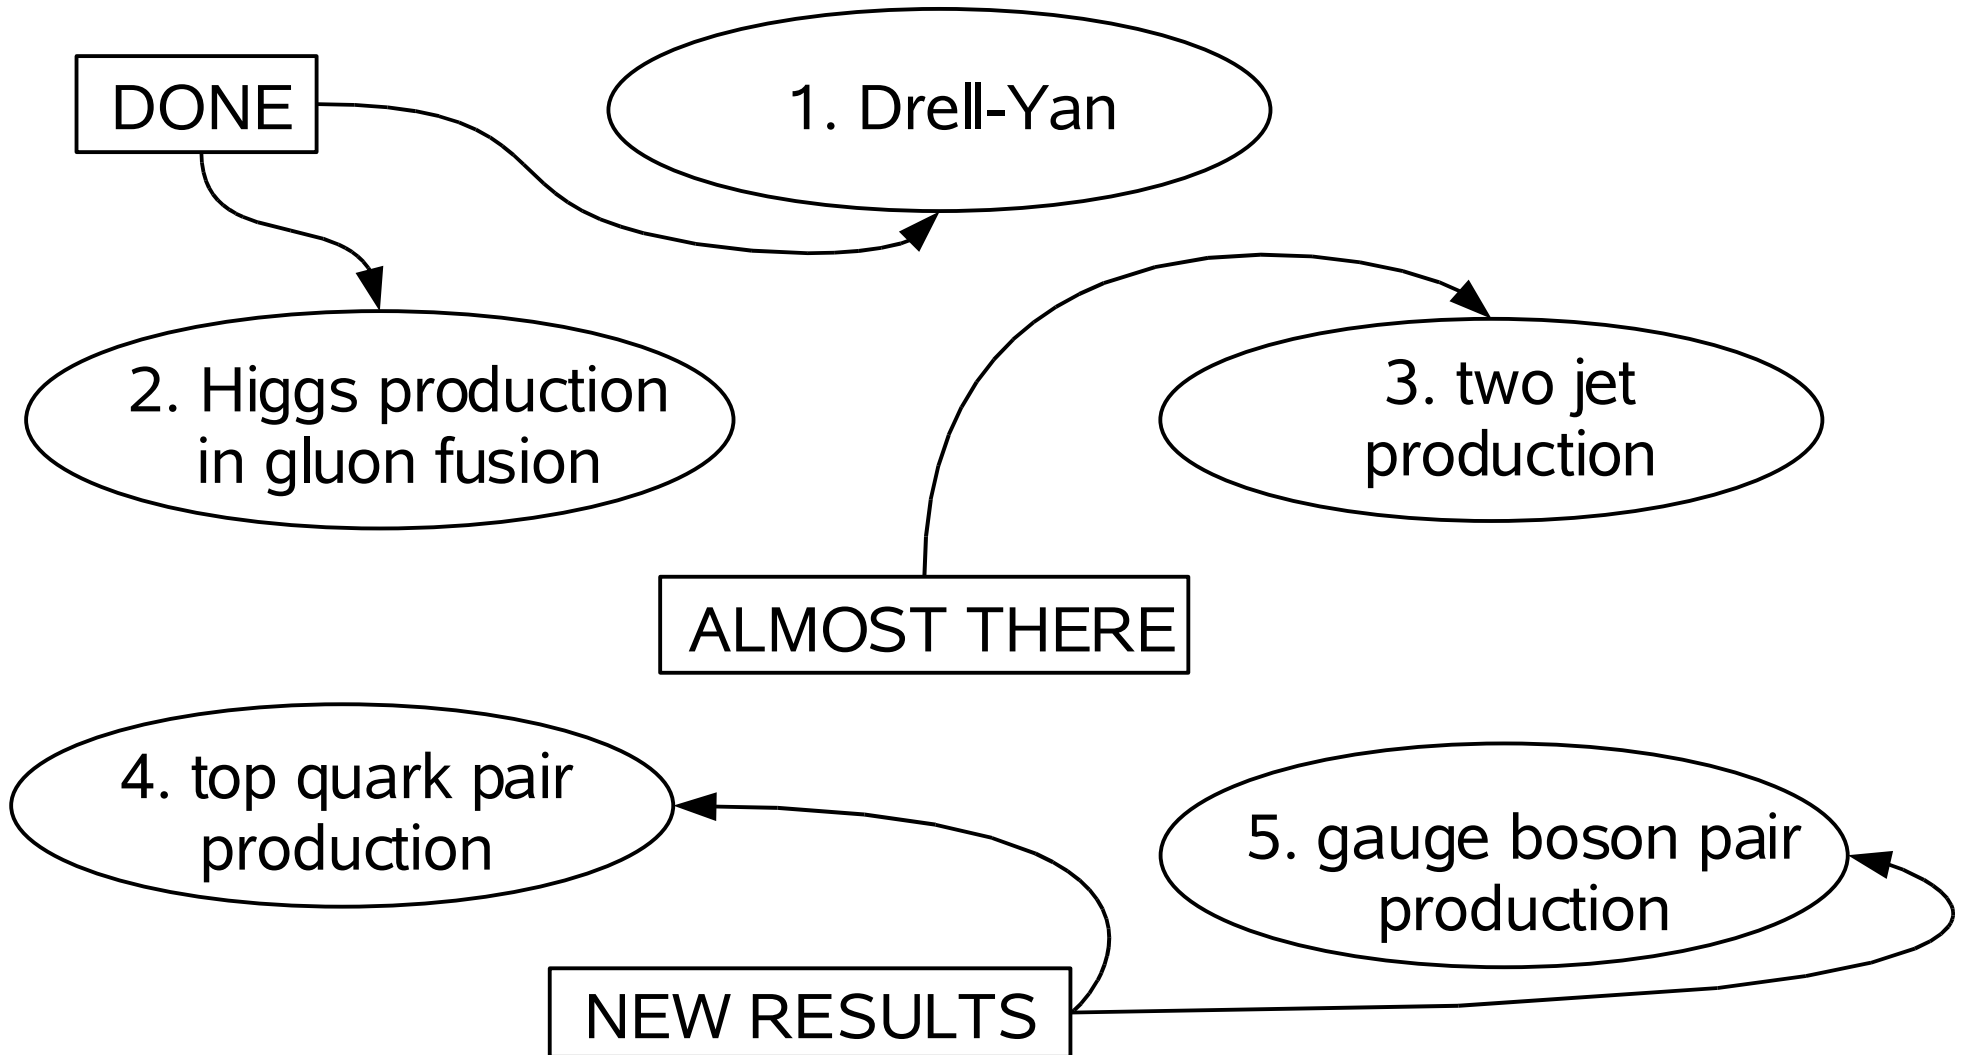 DONE
1. Drell-Yan
2. Higgs production
in gluon fusion
3. two jet
production
ALMOST THERE
4. top quark pair
production
5. gauge boson pair
production
NEW RESULTS